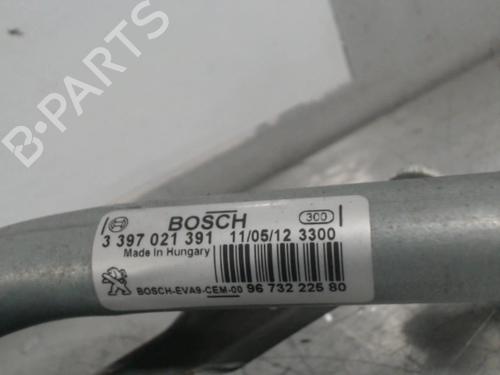 B-PARTS
BOSCH 300
3 397 021 391 11/05/12 3300
Made in Hungary
BOSCH-EVA9-CEM-00 96 732 225 80